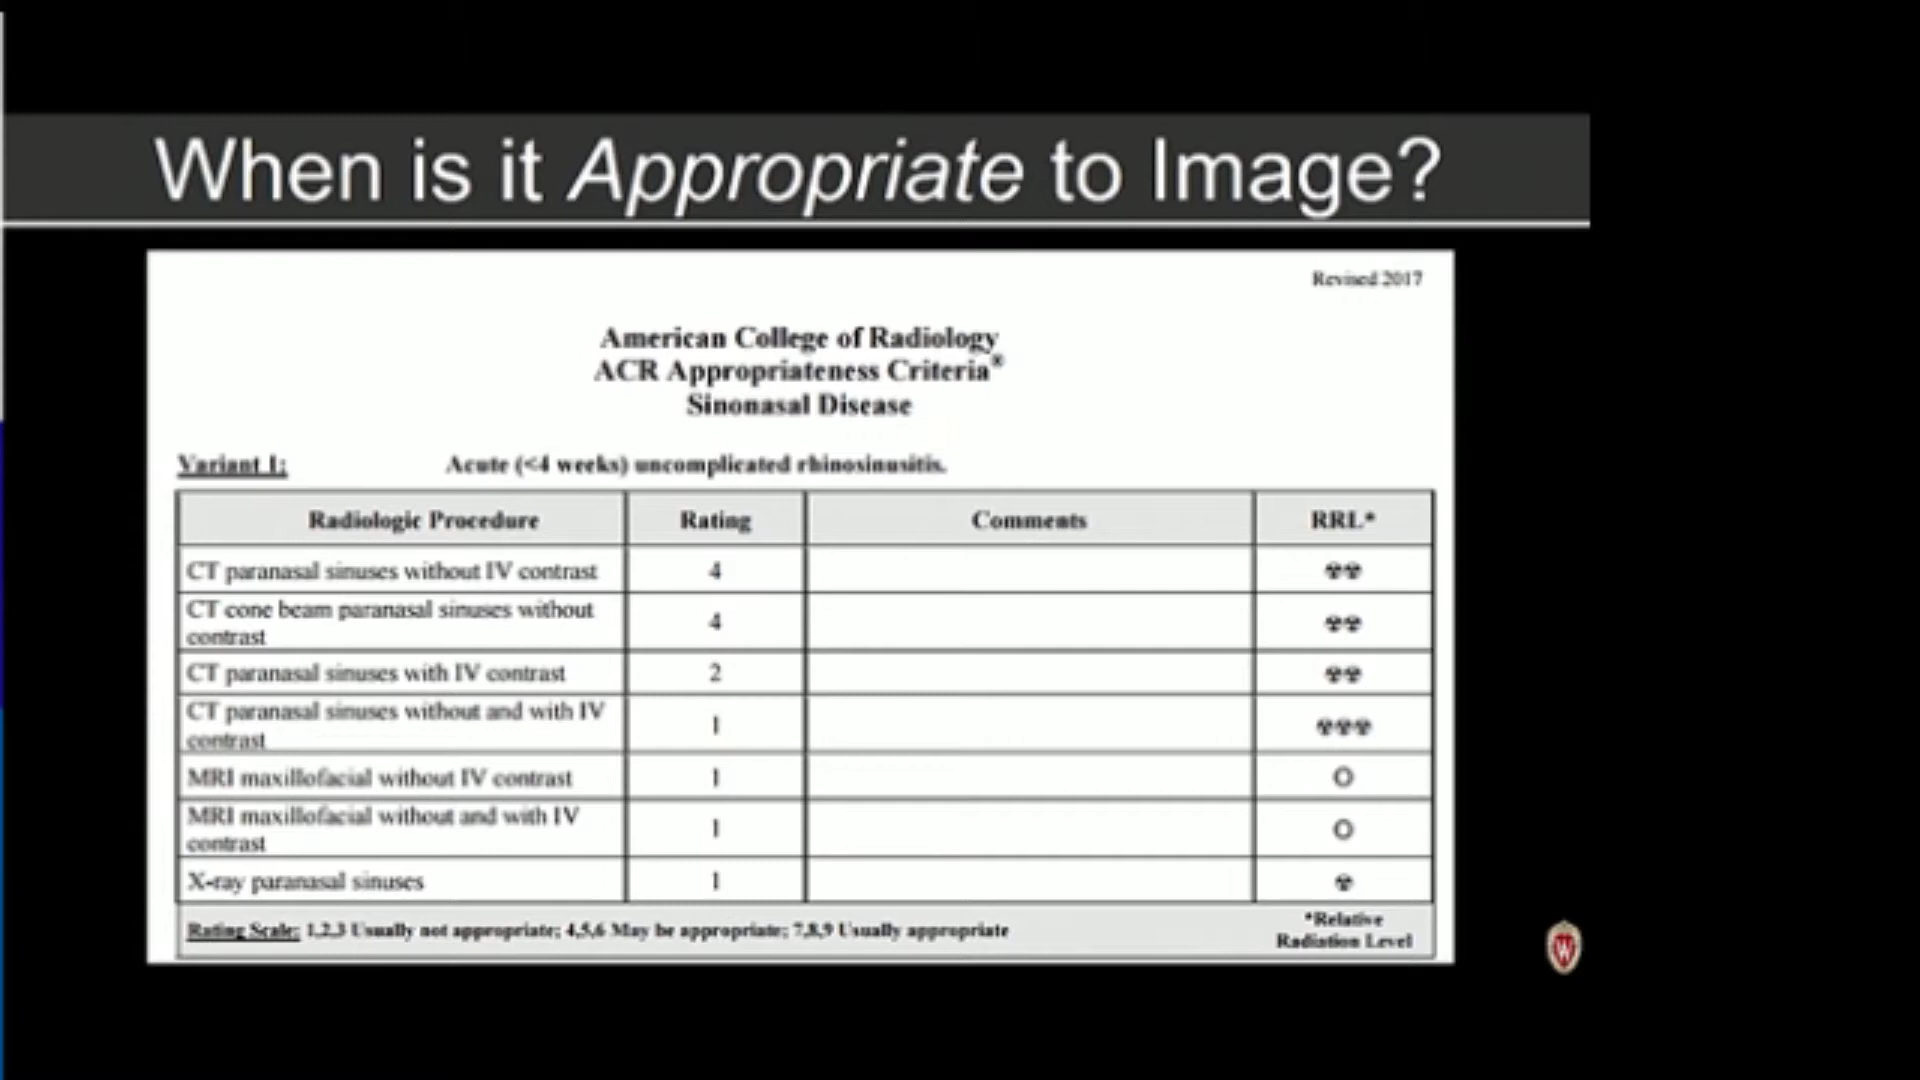 When is it Appropriate to Image?
Revised 2017
American College of Radiology
ACR Appropriateness Criteria®
Sinonasal Disease
Variant 1: Acute (<4 weeks) uncomplicated rhinosinusitis.
Radiologic Procedure Rating Comments RRL*
CT paranasal sinuses without IV contrast 4 ☢☢
CT cone beam paranasal sinuses without
contrast 4 ☢☢
CT paranasal sinuses with IV contrast 2 ☢☢
CT paranasal sinuses without and with IV
contrast 1 ☢☢☢
MRI maxillofacial without IV contrast 1 O
MRI maxillofacial without and with IV
contrast 1 O
X-ray paranasal sinuses 1 ☢
Rating Scale: 1,2,3 Usually not appropriate; 4,5,6 May be appropriate; 7,8,9 Usually appropriate
*Relative
Radiation Level
W